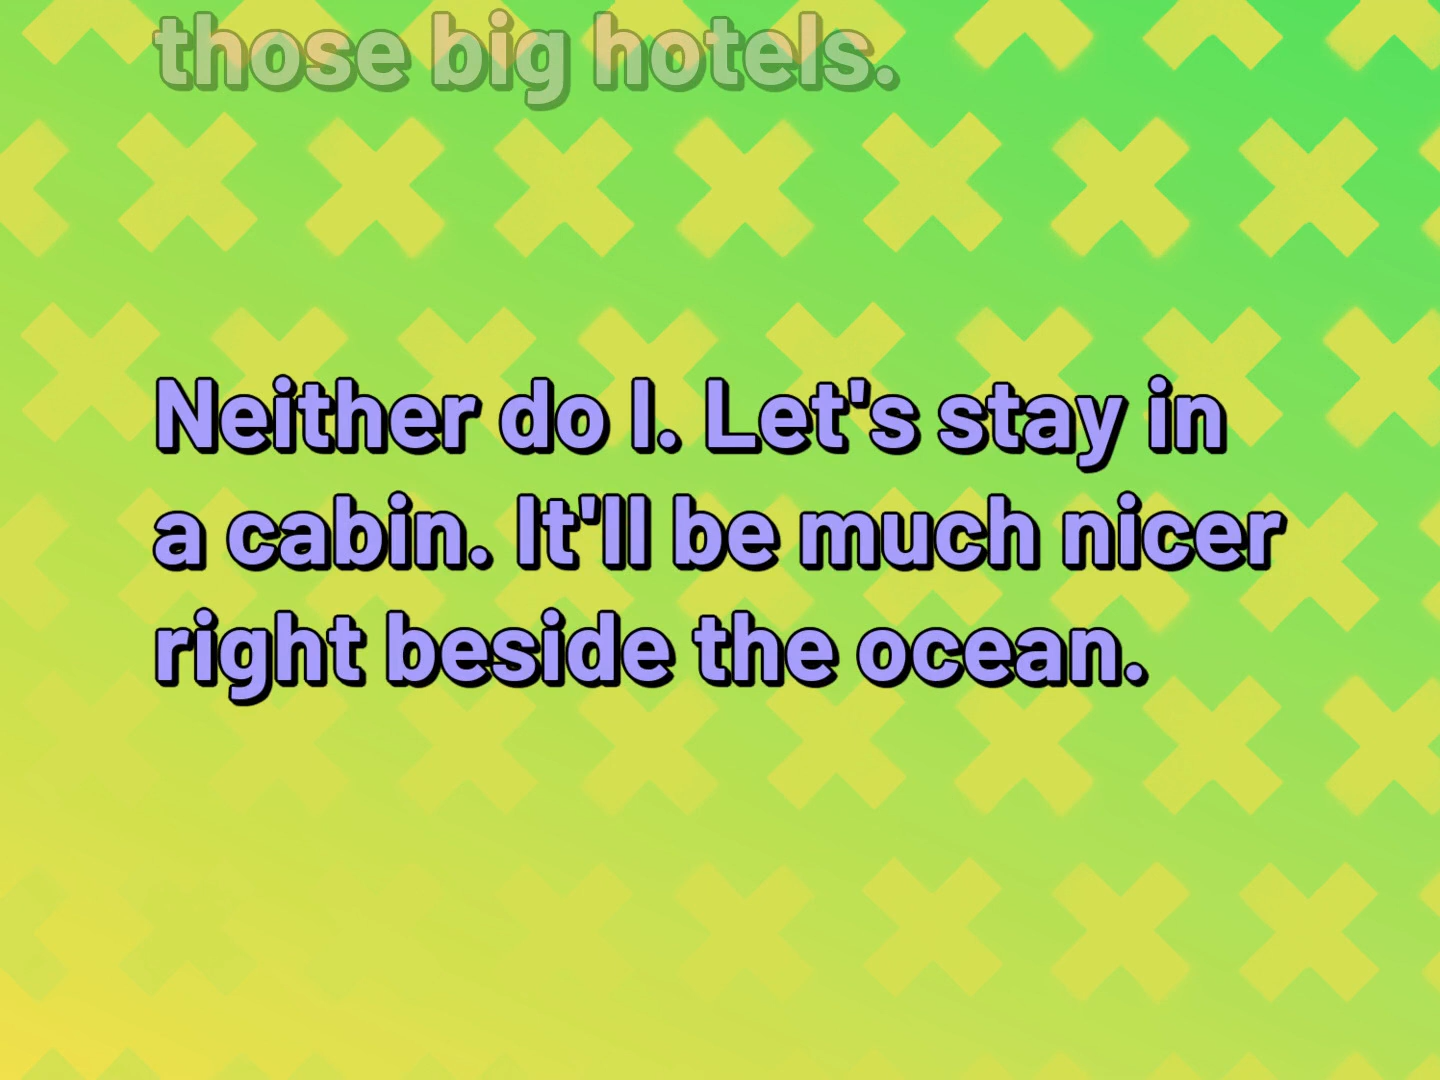 those big hotels.
Neither do I. Let's stay in
a cabin. It'll be much nicer
right beside the ocean.